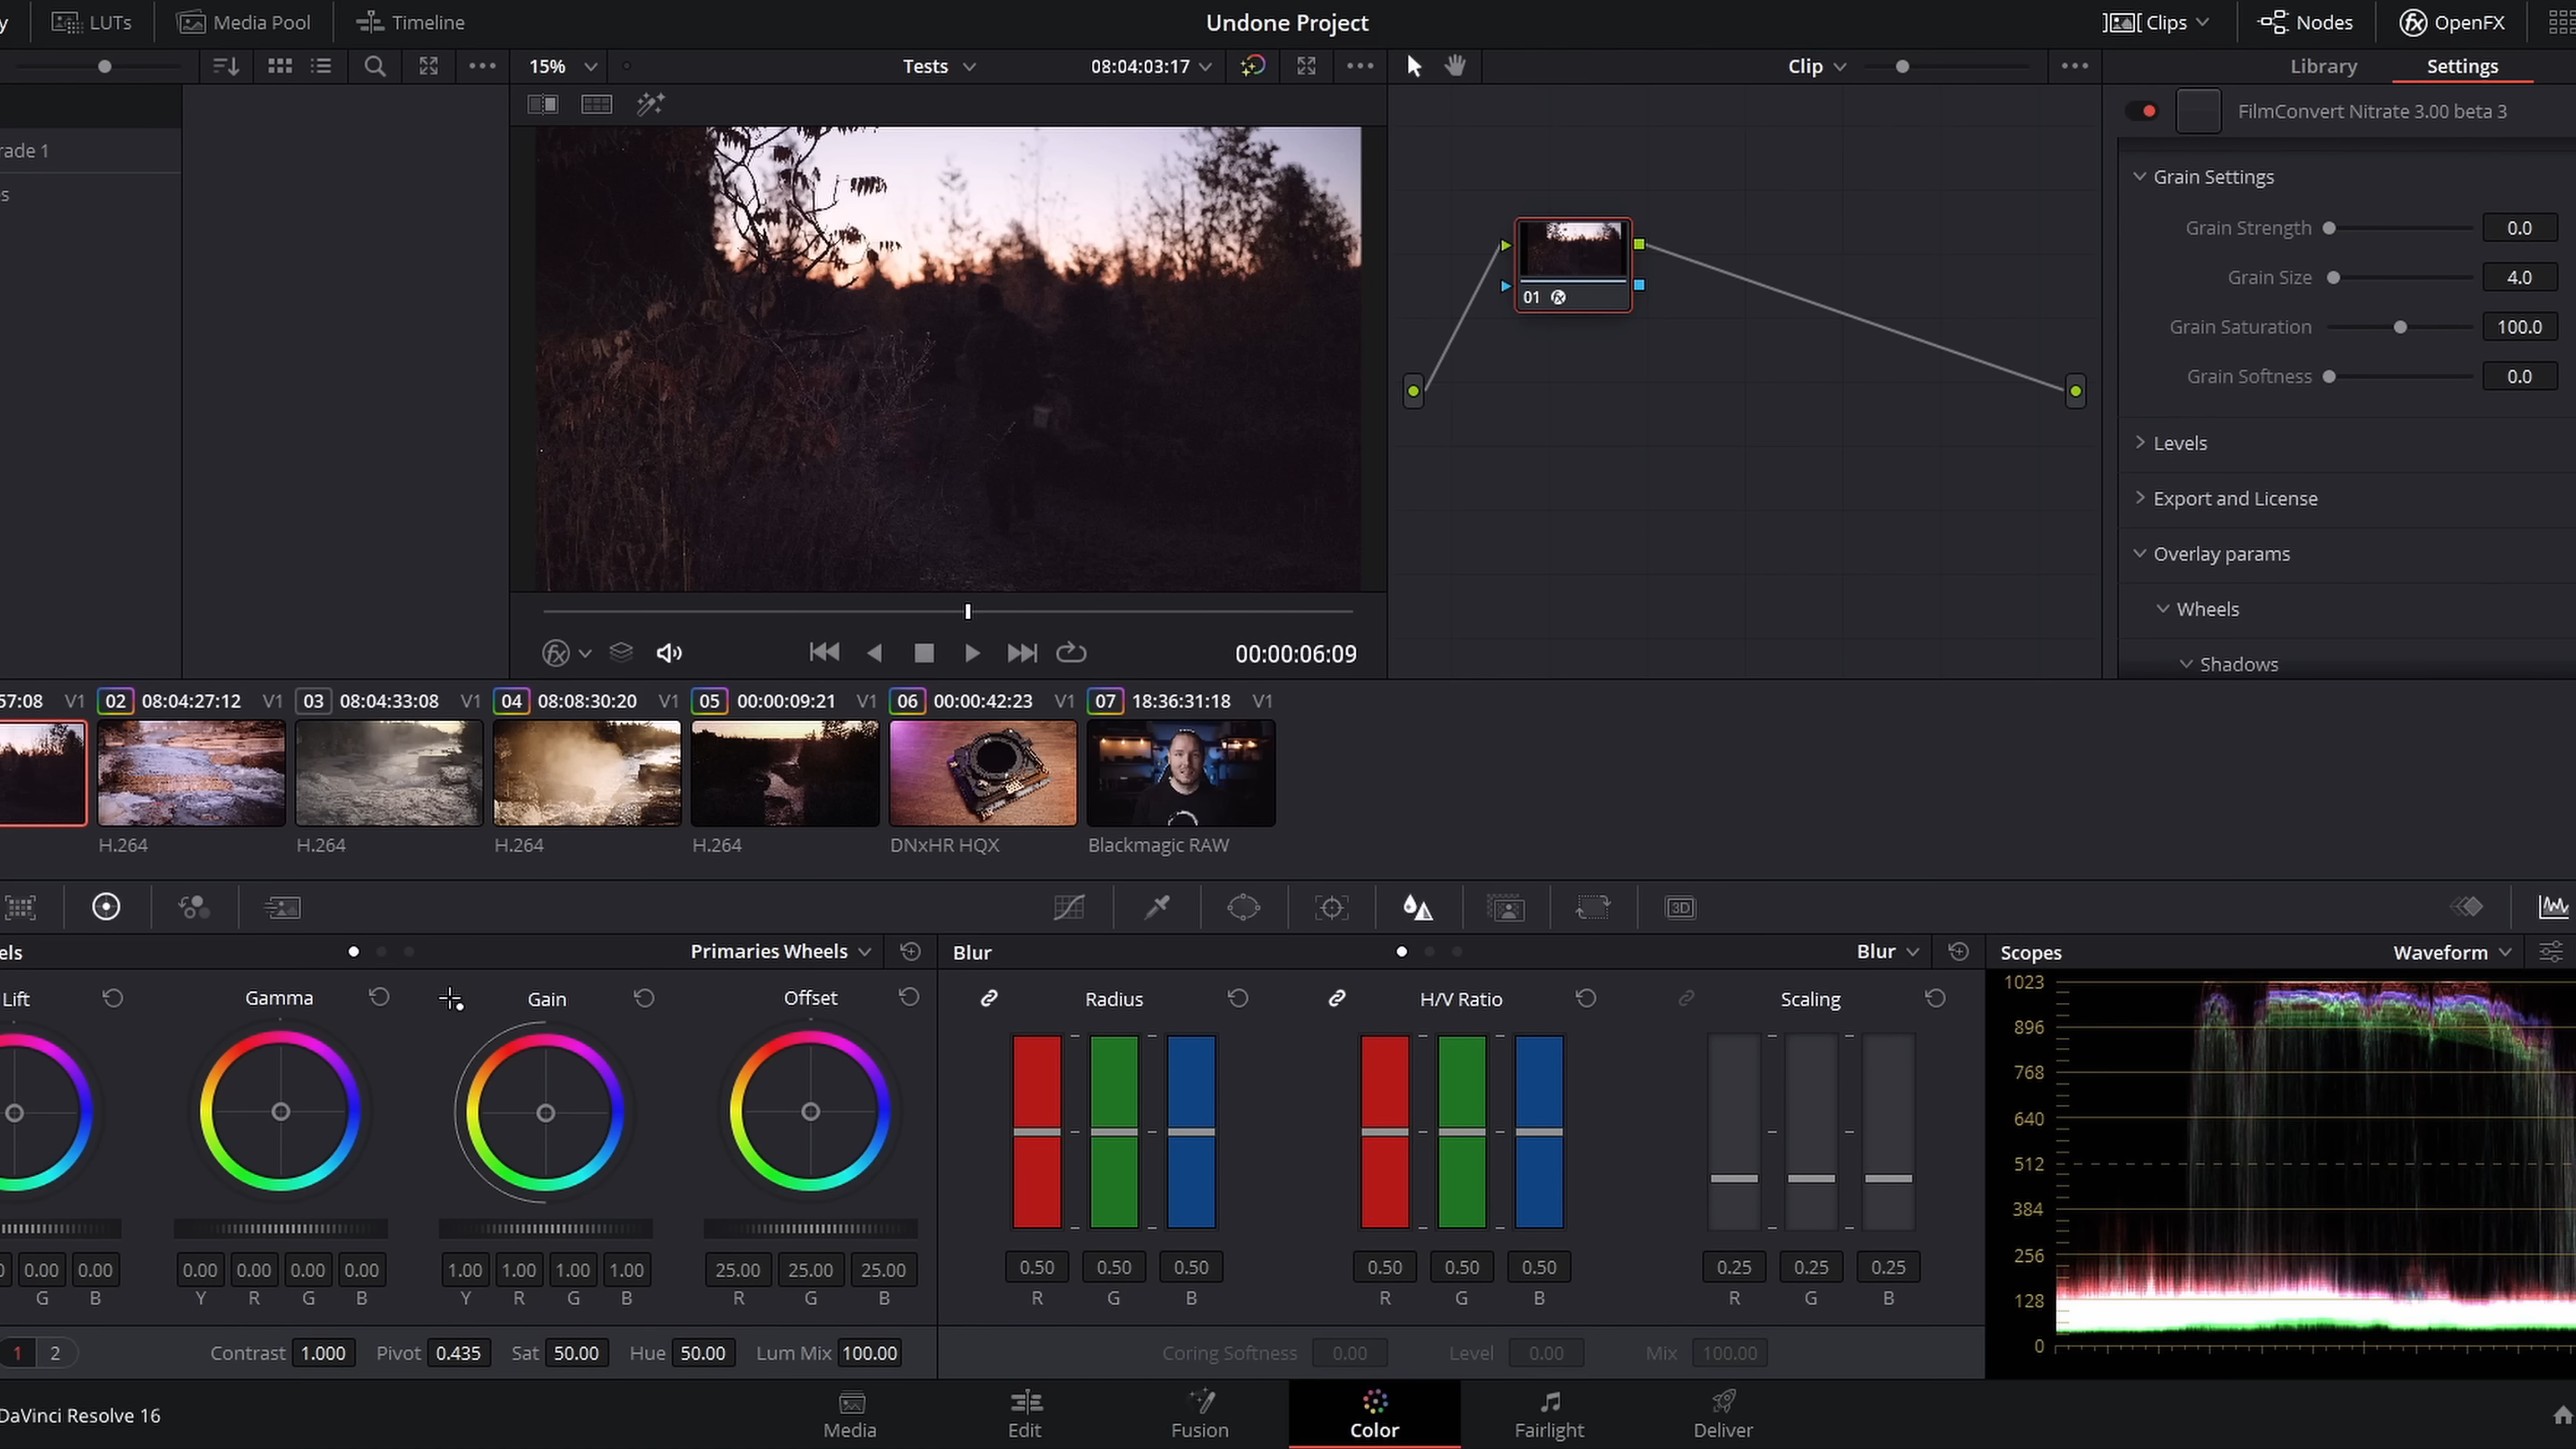 y LUTs Media Pool Timeline Undone Project Clips Nodes fx OpenFX
15% Tests 08:04:03:17 Clip Library Settings
FilmConvert Nitrate 3.00 beta 3
rade 1
s
Grain Settings
Grain Strength 0.0
Grain Size 4.0
Grain Saturation 100.0
Grain Softness 0.0
Levels
Export and License
Overlay params
Wheels
Shadows
01 fx
fx 00:00:06:09
57:08 V1 02 08:04:27:12 V1 03 08:04:33:08 V1 04 08:08:30:20 V1 05 00:00:09:21 V1 06 00:00:42:23 V1 07 18:36:31:18 V1
H.264 H.264 H.264 H.264 DNxHR HQX Blackmagic RAW
3D
els Primaries Wheels Blur Blur Scopes Waveform
Lift Gamma Gain Offset Radius H/V Ratio Scaling
1023
896
768
640
512
384
256
128
0
0 0.00 0.00 0.00 0.00 0.00 0.00 1.00 1.00 1.00 1.00 25.00 25.00 25.00 0.50 0.50 0.50 0.50 0.50 0.50 0.25 0.25 0.25
G B Y R G B Y R G B R G B R G B R G B R G B
1 2 Contrast 1.000 Pivot 0.435 Sat 50.00 Hue 50.00 Lum Mix 100.00 Coring Softness 0.00 Level 0.00 Mix 100.00
DaVinci Resolve 16 Media Edit Fusion Color Fairlight Deliver